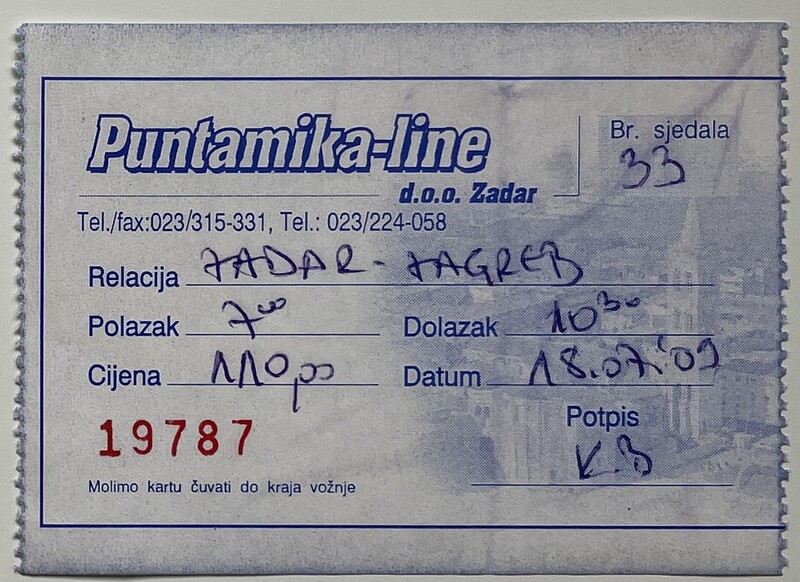 Puntamika-line
d.o.o. Zadar
Br. sjedala
33
Tel./fax:023/315-331, Tel.: 023/224-058
Relacija ZADAR - ZAGREB
Polazak 7⁰⁰ Dolazak 10³⁰
Cijena 110,00 Datum 18.07.'09
19787
Potpis
K.B
Molimo kartu čuvati do kraja vožnje